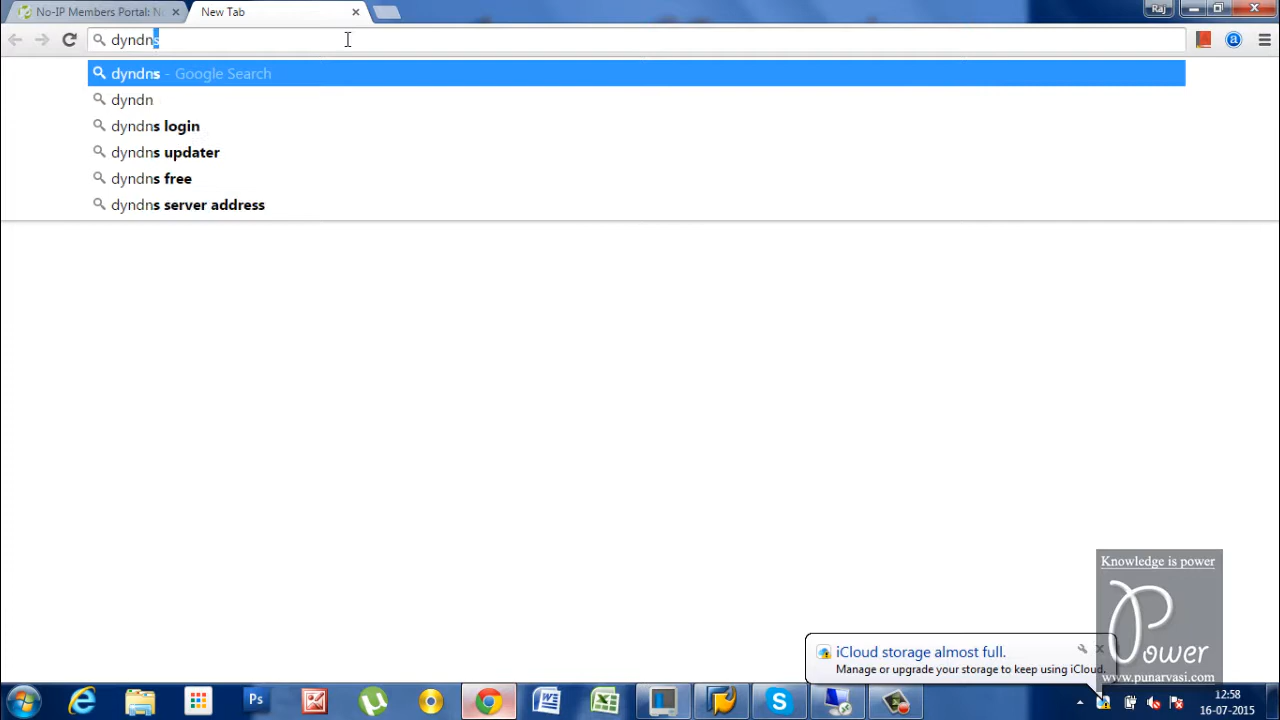 No-IP Members Portal: No
New Tab
Raj
dyndns
dyndns - Google Search
dyndn
dyndns login
dyndns updater
dyndns free
dyndns server address
Knowledge is power
Power
www.punarvasi.com
iCloud storage almost full.
Manage or upgrade your storage to keep using iCloud.
Ps
12:58
16-07-2015